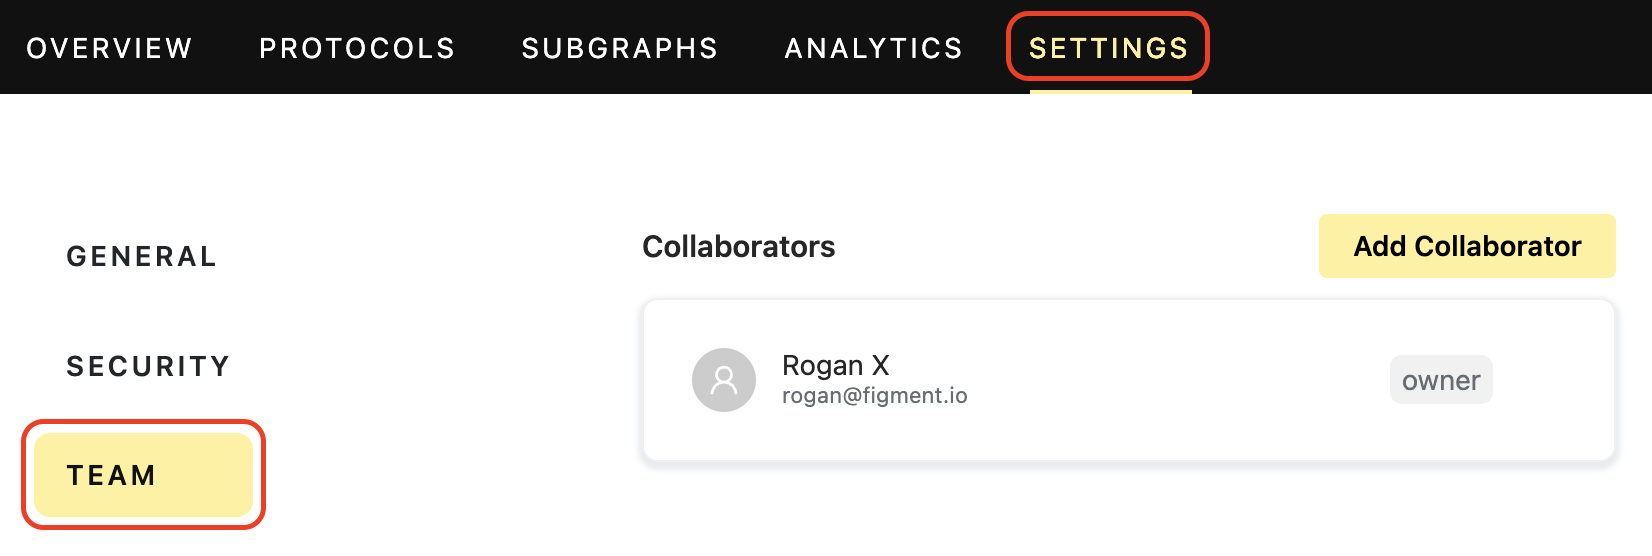 OVERVIEW PROTOCOLS SUBGRAPHS ANALYTICS SETTINGS
GENERAL
SECURITY
TEAM
Collaborators
Add Collaborator
Rogan X
rogan@figment.io
owner